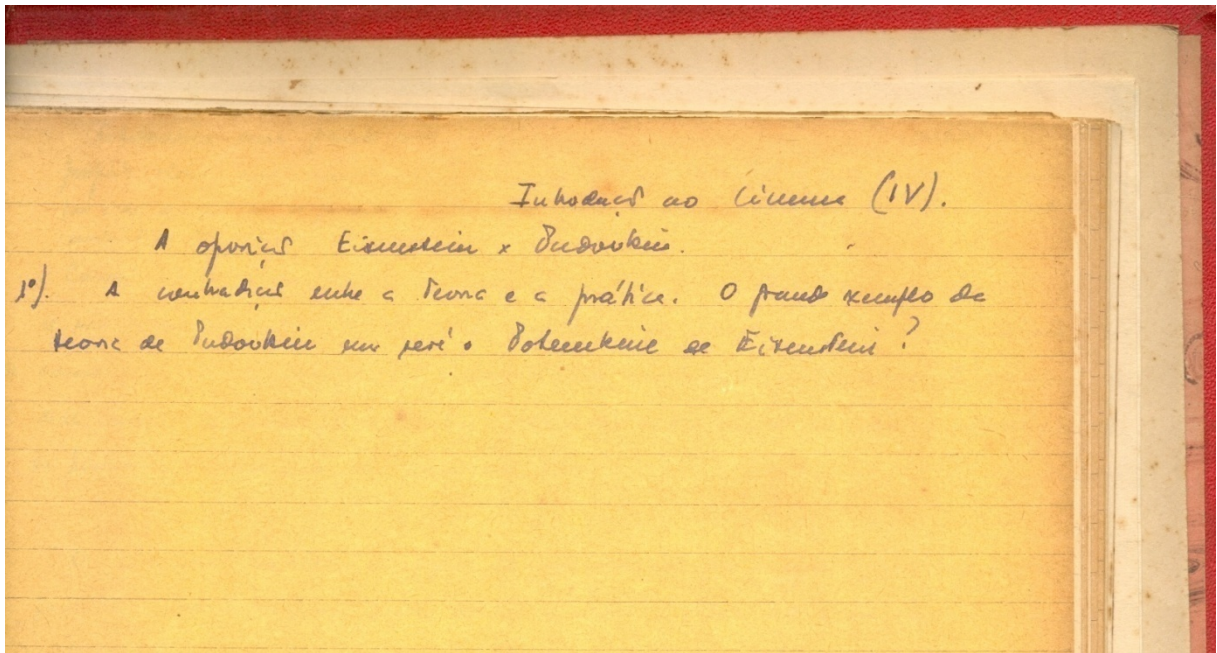 Introdução ao Cinema (IV).
A oposição Eisenstein x Pudovkin.
1º). A contradição entre a teoria e a prática. O grande exemplo da
teoria de Pudovkin não será o Potemkine de Eisenstein?